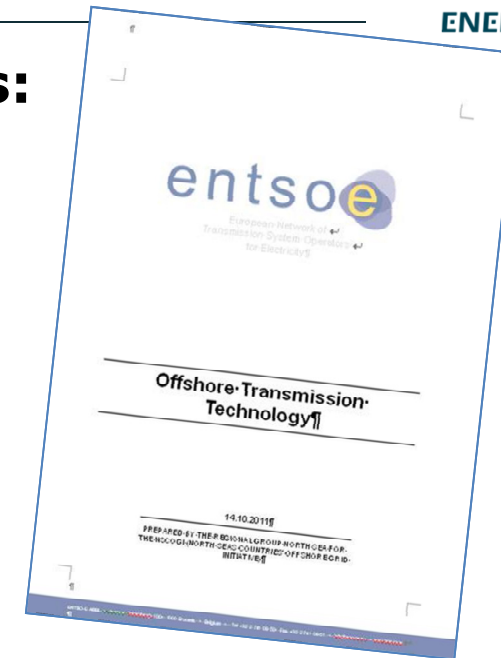 ENE
s:
entsoe
European Network of
Transmission System Operators
for Electricity¶
Offshore·Transmission·
Technology¶
14.10.2011¶
PREPARED·BY·THE·REGIONAL·GROUP·NORTH·SEA·FOR·
THE·NSCOGI·(NORTH·SEAS·COUNTRIES'·OFFSHORE·GRID·
INITIATIVE)¶